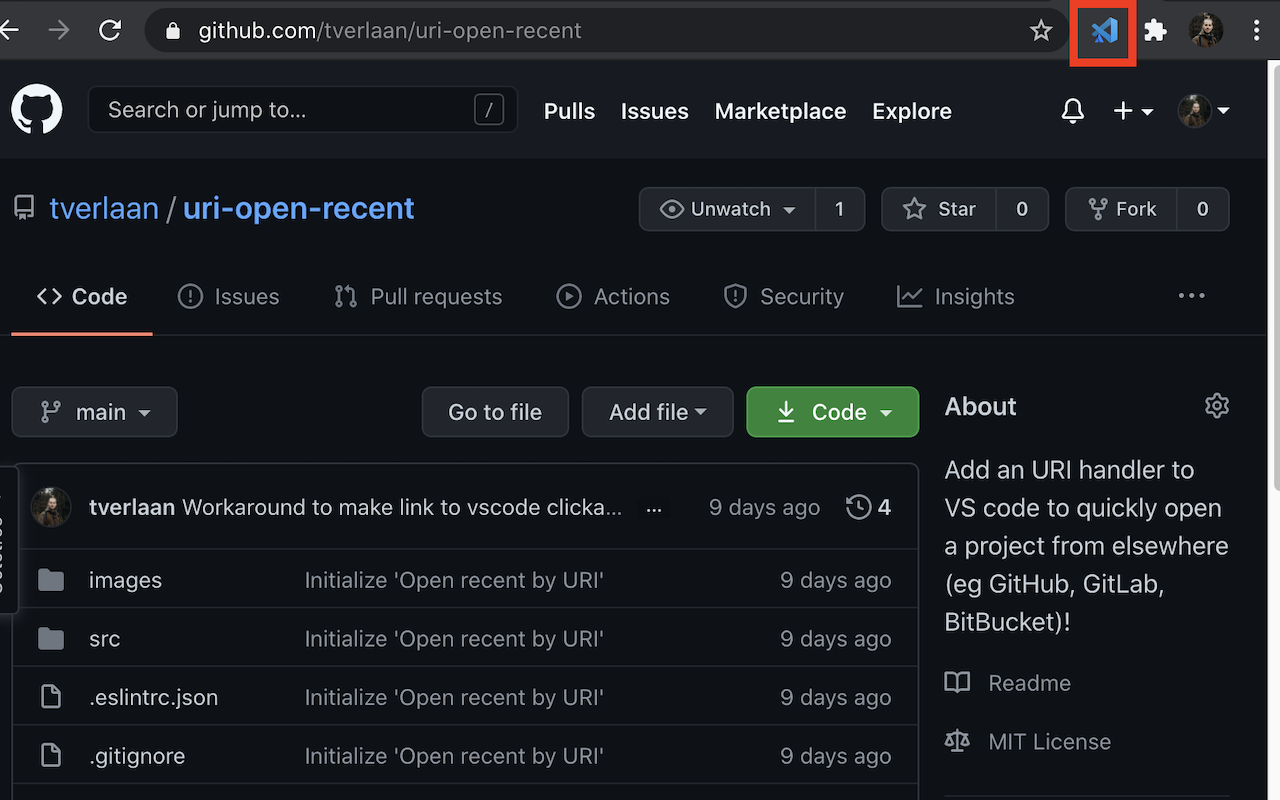 github.com/tverlaan/uri-open-recent
Search or jump to... /
Pulls Issues Marketplace Explore
tverlaan / uri-open-recent
Unwatch 1 Star 0 Fork 0
Code Issues Pull requests Actions Security Insights ...
main Go to file Add file Code
tverlaan Workaround to make link to vscode clicka... ... 9 days ago 4
images Initialize 'Open recent by URI' 9 days ago
src Initialize 'Open recent by URI' 9 days ago
.eslintrc.json Initialize 'Open recent by URI' 9 days ago
.gitignore Initialize 'Open recent by URI' 9 days ago
About
Add an URI handler to
VS code to quickly open
a project from elsewhere
(eg GitHub, GitLab,
BitBucket)!
Readme
MIT License